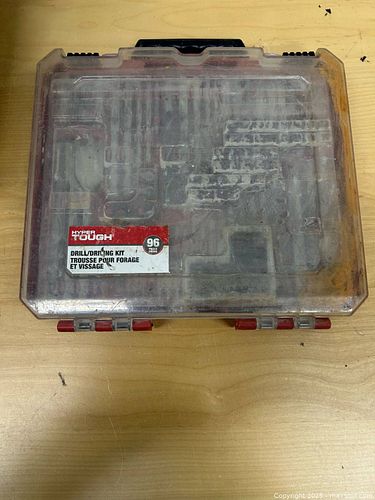 HYPER
TOUGH
96
DRILL/DRIVING KIT
TROUSSE POUR FORAGE
ET VISSAGE